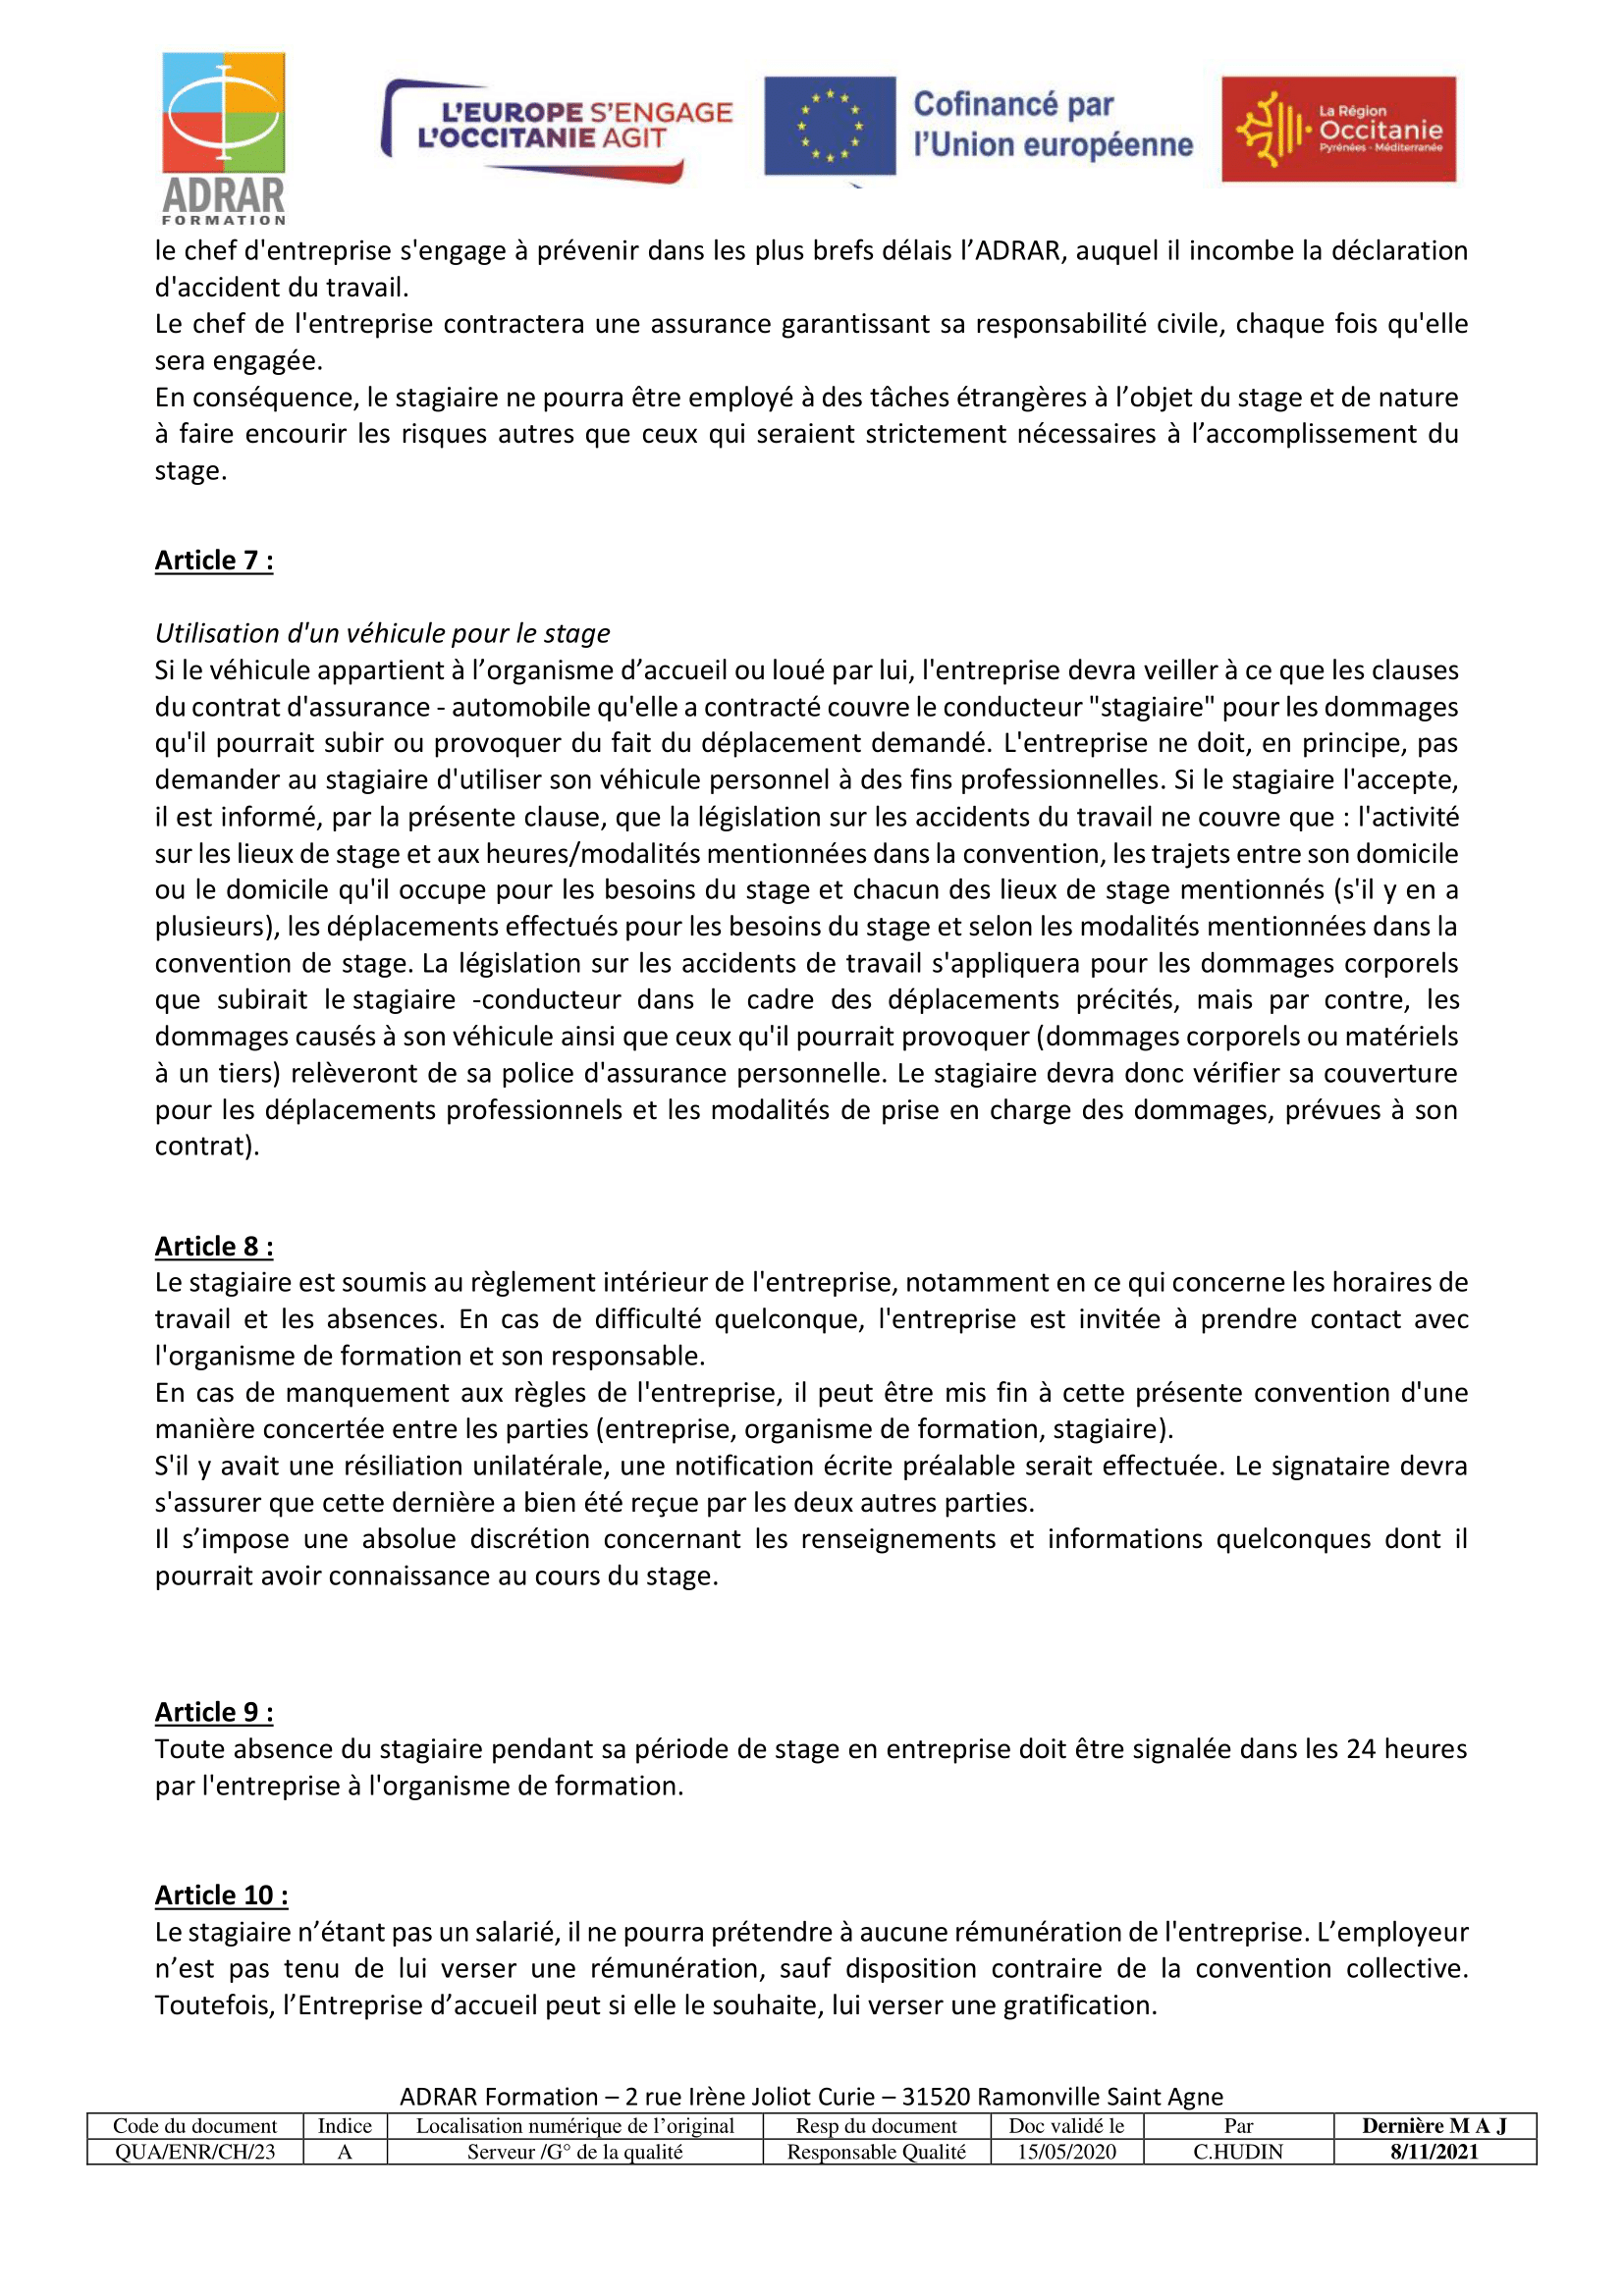 ADRAR
FORMATION
L'EUROPE S'ENGAGE
L'OCCITANIE AGIT
Cofinancé par
l'Union européenne
La Région
Occitanie
Pyrénées - Méditerranée
le chef d'entreprise s'engage à prévenir dans les plus brefs délais l’ADRAR, auquel il incombe la déclaration
d'accident du travail.
Le chef de l'entreprise contractera une assurance garantissant sa responsabilité civile, chaque fois qu'elle
sera engagée.
En conséquence, le stagiaire ne pourra être employé à des tâches étrangères à l’objet du stage et de nature
à faire encourir les risques autres que ceux qui seraient strictement nécessaires à l’accomplissement du
stage.
Article 7 :
Utilisation d'un véhicule pour le stage
Si le véhicule appartient à l’organisme d’accueil ou loué par lui, l'entreprise devra veiller à ce que les clauses
du contrat d'assurance - automobile qu'elle a contracté couvre le conducteur "stagiaire" pour les dommages
qu'il pourrait subir ou provoquer du fait du déplacement demandé. L'entreprise ne doit, en principe, pas
demander au stagiaire d'utiliser son véhicule personnel à des fins professionnelles. Si le stagiaire l'accepte,
il est informé, par la présente clause, que la législation sur les accidents du travail ne couvre que : l'activité
sur les lieux de stage et aux heures/modalités mentionnées dans la convention, les trajets entre son domicile
ou le domicile qu'il occupe pour les besoins du stage et chacun des lieux de stage mentionnés (s'il y en a
plusieurs), les déplacements effectués pour les besoins du stage et selon les modalités mentionnées dans la
convention de stage. La législation sur les accidents de travail s'appliquera pour les dommages corporels
que subirait le stagiaire -conducteur dans le cadre des déplacements précités, mais par contre, les
dommages causés à son véhicule ainsi que ceux qu'il pourrait provoquer (dommages corporels ou matériels
à un tiers) relèveront de sa police d'assurance personnelle. Le stagiaire devra donc vérifier sa couverture
pour les déplacements professionnels et les modalités de prise en charge des dommages, prévues à son
contrat).
Article 8 :
Le stagiaire est soumis au règlement intérieur de l'entreprise, notamment en ce qui concerne les horaires de
travail et les absences. En cas de difficulté quelconque, l'entreprise est invitée à prendre contact avec
l'organisme de formation et son responsable.
En cas de manquement aux règles de l'entreprise, il peut être mis fin à cette présente convention d'une
manière concertée entre les parties (entreprise, organisme de formation, stagiaire).
S'il y avait une résiliation unilatérale, une notification écrite préalable serait effectuée. Le signataire devra
s'assurer que cette dernière a bien été reçue par les deux autres parties.
Il s’impose une absolue discrétion concernant les renseignements et informations quelconques dont il
pourrait avoir connaissance au cours du stage.
Article 9 :
Toute absence du stagiaire pendant sa période de stage en entreprise doit être signalée dans les 24 heures
par l'entreprise à l'organisme de formation.
Article 10 :
Le stagiaire n’étant pas un salarié, il ne pourra prétendre à aucune rémunération de l'entreprise. L’employeur
n’est pas tenu de lui verser une rémunération, sauf disposition contraire de la convention collective.
Toutefois, l’Entreprise d’accueil peut si elle le souhaite, lui verser une gratification.
ADRAR Formation – 2 rue Irène Joliot Curie – 31520 Ramonville Saint Agne
Code du document Indice Localisation numérique de l’original Resp du document Doc validé le Par Dernière M A J
QUA/ENR/CH/23 A Serveur /G° de la qualité Responsable Qualité 15/05/2020 C.HUDIN 8/11/2021